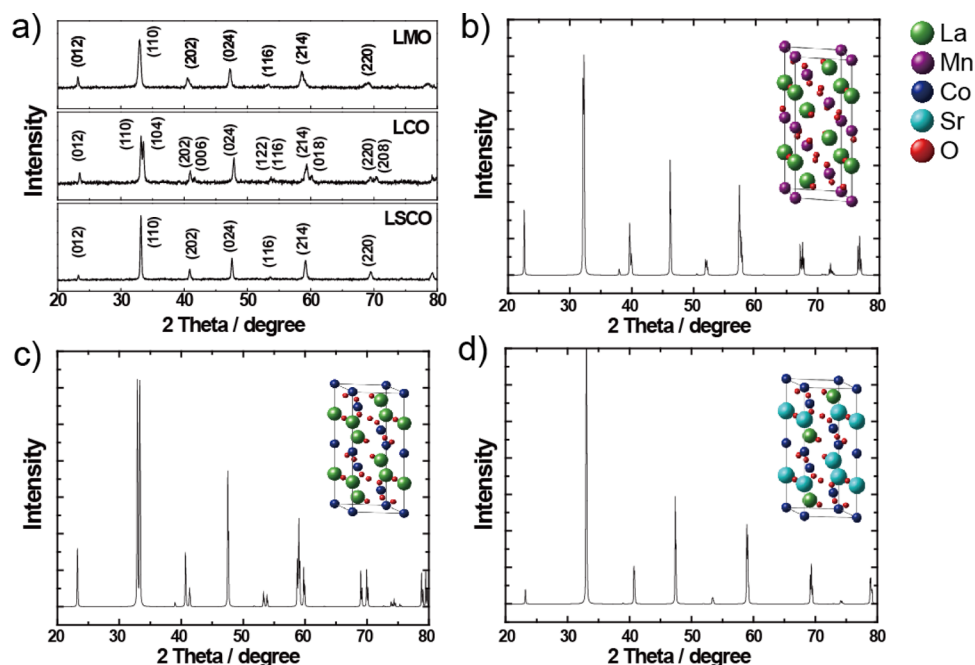 a)
LMO
(012)
(110)
(202)
(024)
(116)
(214)
(220)
LCO
(012)
(110)
(104)
(202)
(006)
(024)
(122)
(116)
(214)
(018)
(220)
(208)
LSCO
(012)
(110)
(202)
(024)
(116)
(214)
(220)
Intensity
20 30 40 50 60 70 80
2 Theta / degree
b)
Intensity
20 30 40 50 60 70 80
2 Theta / degree
La
Mn
Co
Sr
O
c)
Intensity
20 30 40 50 60 70 80
2 Theta / degree
d)
Intensity
20 30 40 50 60 70 80
2 Theta / degree